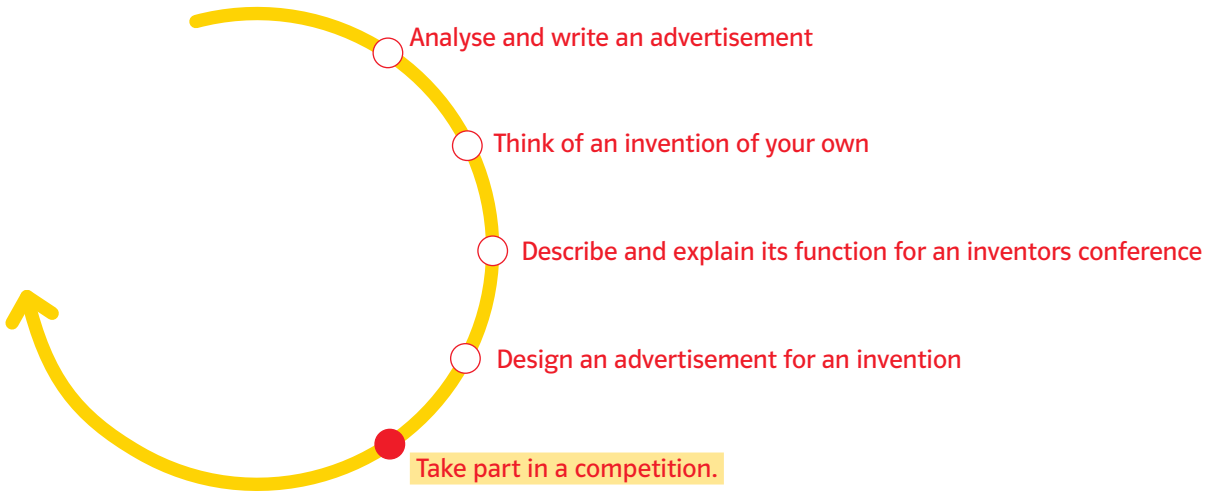 Analyse and write an advertisement
Think of an invention of your own
Describe and explain its function for an inventors conference
Design an advertisement for an invention
Take part in a competition.